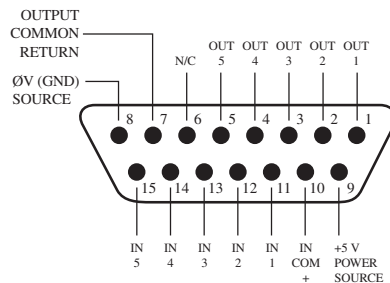 OUTPUT
COMMON
RETURN
ØV (GND)
SOURCE
N/C
OUT OUT OUT OUT OUT
5 4 3 2 1
8 7 6 5 4 3 2 1
15 14 13 12 11 10 9
IN IN IN IN IN IN +5 V
5 4 3 2 1 COM POWER
+ SOURCE